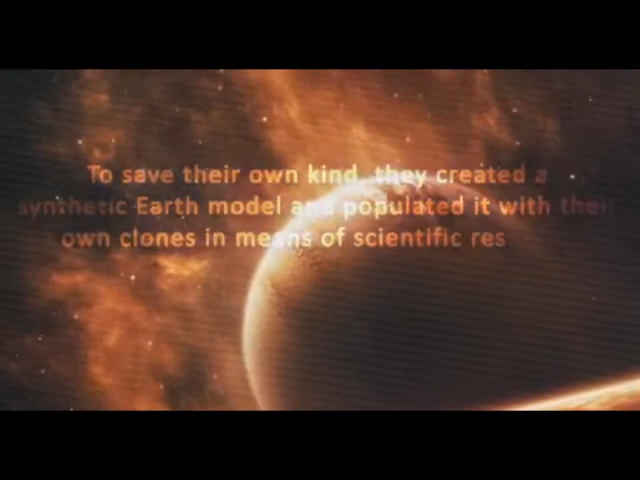 To save their own kind, they created a
synthetic Earth model and populated it with their
own clones in means of scientific res